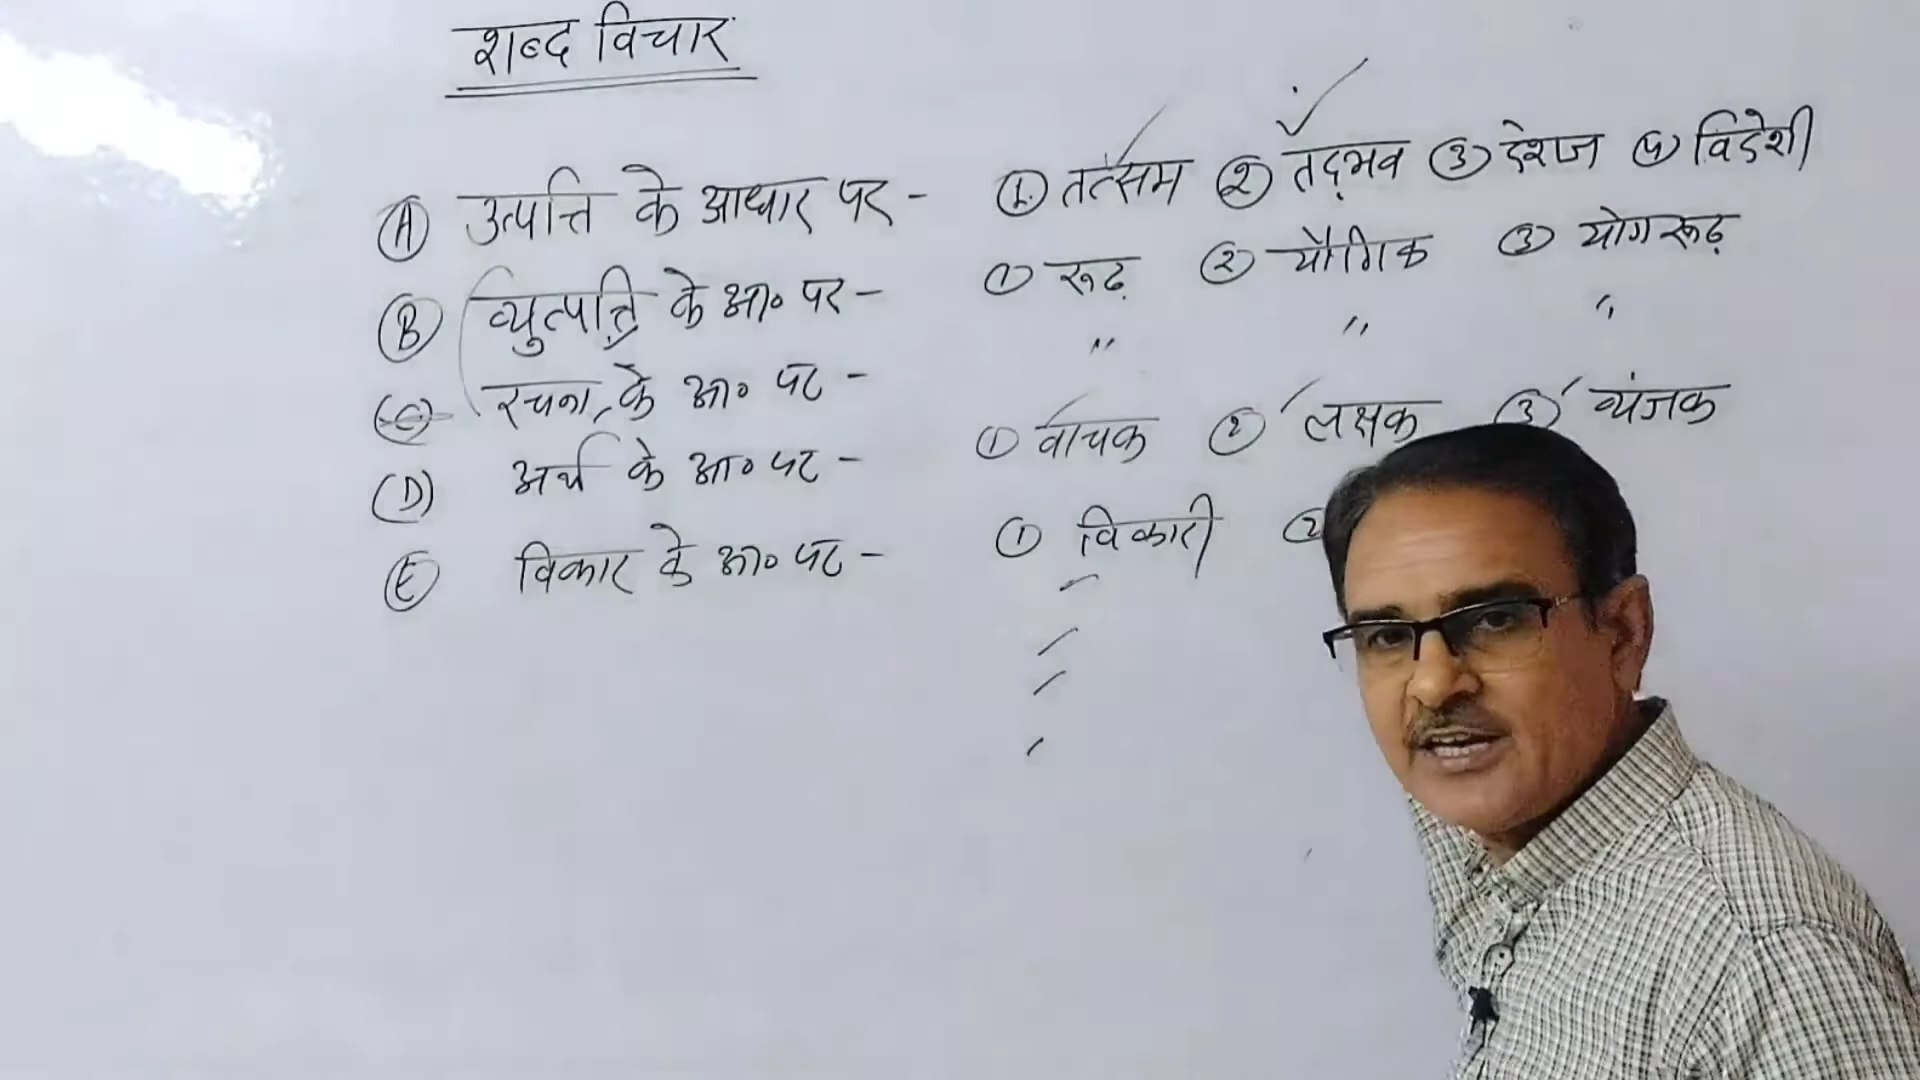 शब्द विचार
(A) उत्पत्ति के आधार पर - (1) तत्सम (2) तद्भव (3) देशज (4) विदेशी
(B) व्युत्पत्ति के आ० पर - (1) रूढ़ (2) यौगिक (3) योगरूढ़
(C) रचना के आ० पर - " " "
(D) अर्थ के आ० पर - (1) वाचक (2) लक्षक (3) व्यंजक
(E) विकार के आ० पर - (1) विकारी (2)